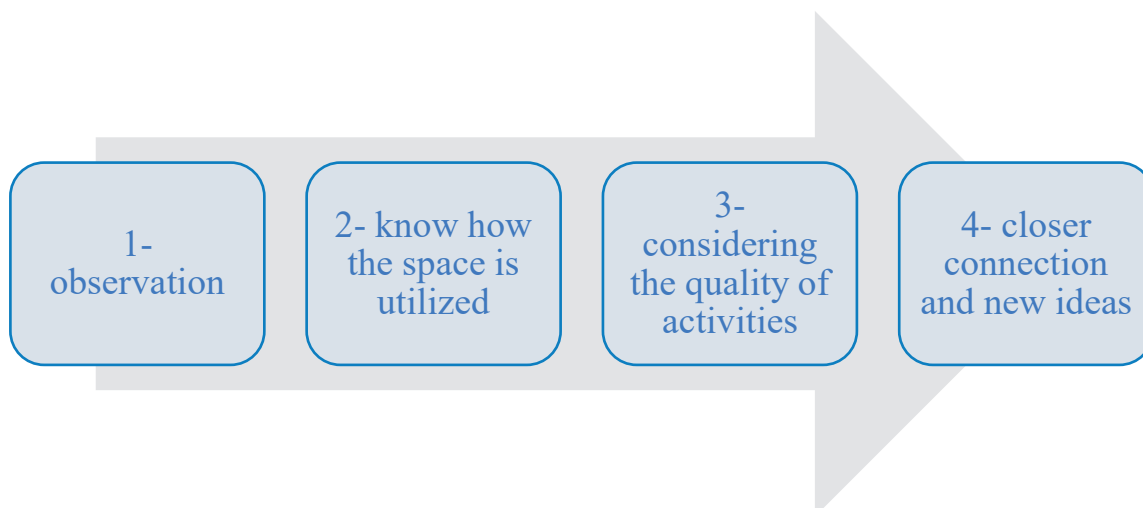 1-
observation
2- know how
the space is
utilized
3-
considering
the quality of
activities
4- closer
connection
and new ideas